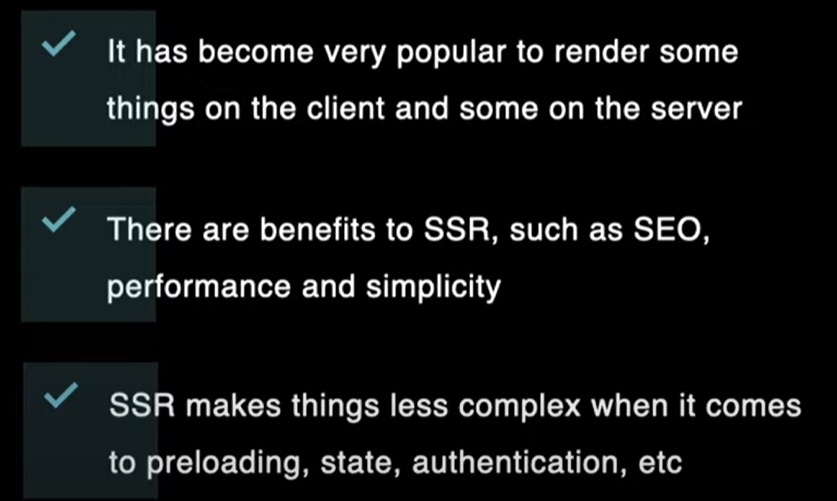 It has become very popular to render some
things on the client and some on the server
There are benefits to SSR, such as SEO,
performance and simplicity
SSR makes things less complex when it comes
to preloading, state, authentication, etc